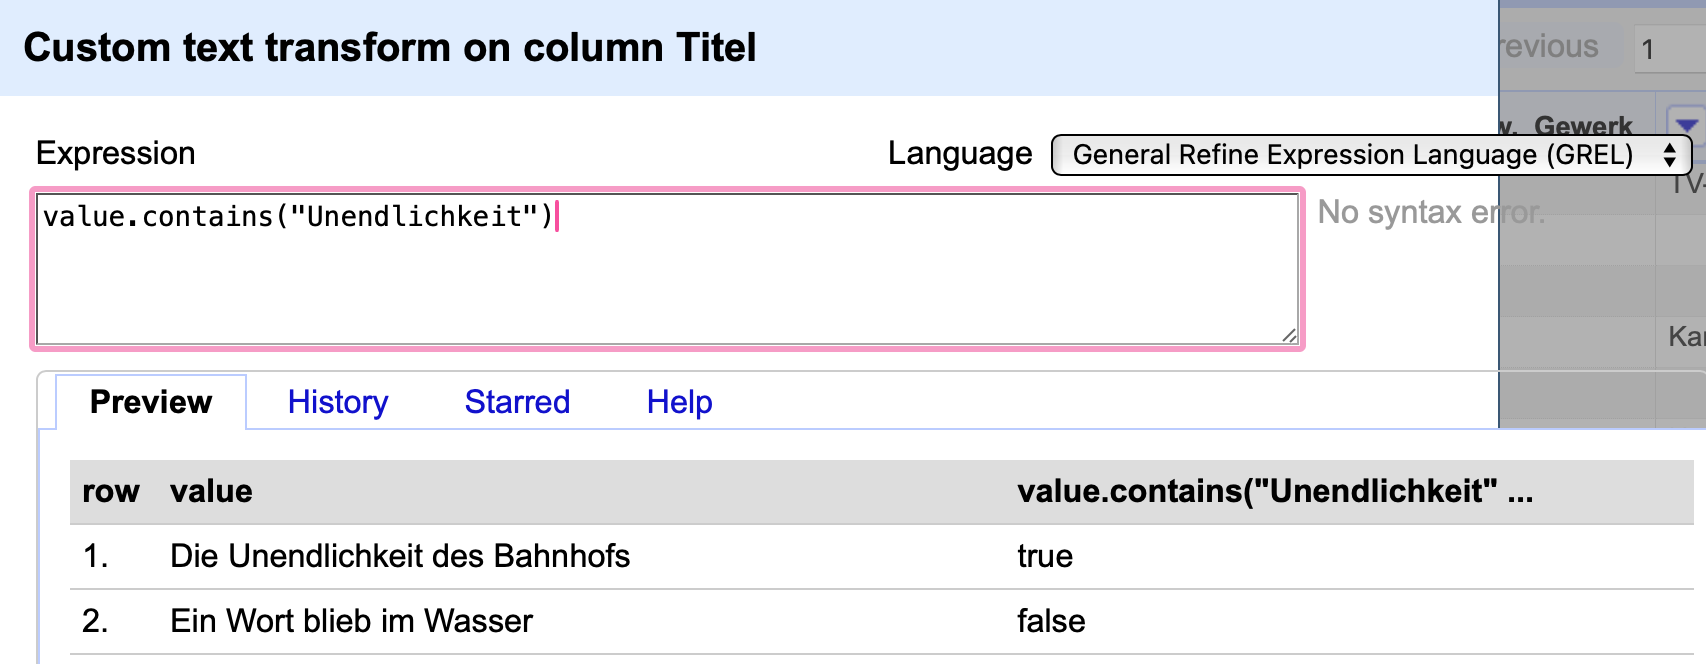 Custom text transform on column Titel
revious 1
Gewerk
Expression
Language General Refine Expression Language (GREL)
TV-
value.contains("Unendlichkeit")
No syntax error.
Preview History Starred Help
row value value.contains("Unendlichkeit" ...
1. Die Unendlichkeit des Bahnhofs true
2. Ein Wort blieb im Wasser false